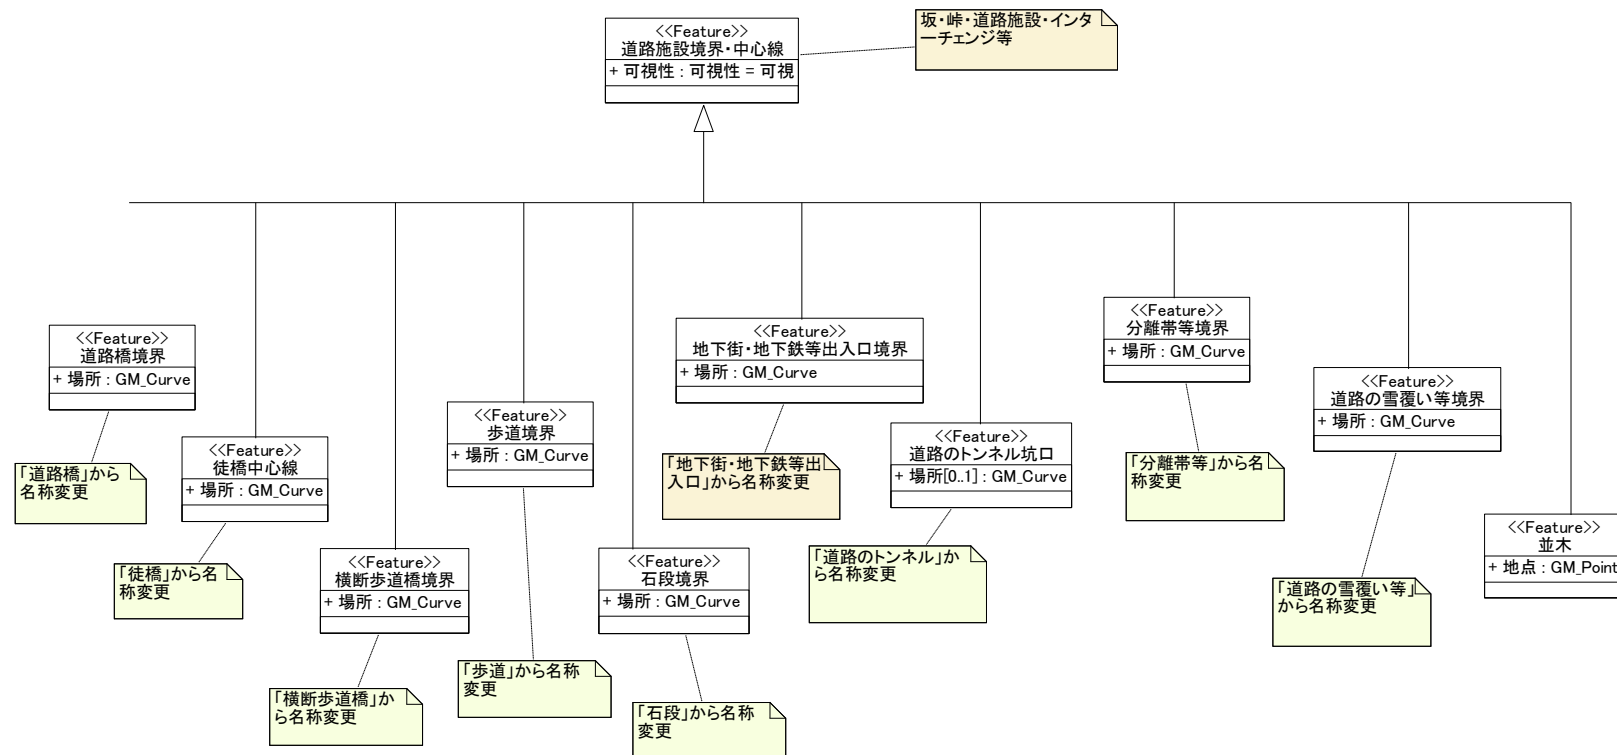 <<Feature>>
道路施設境界・中心線
+ 可視性 : 可視性 = 可視
坂・峠・道路施設・インタ
ーチェンジ等
<<Feature>>
道路橋境界
+ 場所 : GM_Curve
「道路橋」から
名称変更
<<Feature>>
徒橋中心線
+ 場所 : GM_Curve
「徒橋」から名
称変更
<<Feature>>
横断歩道橋境界
+ 場所 : GM_Curve
「横断歩道橋」か
ら名称変更
<<Feature>>
歩道境界
+ 場所 : GM_Curve
「歩道」から名称
変更
<<Feature>>
石段境界
+ 場所 : GM_Curve
「石段」から名称
変更
<<Feature>>
地下街・地下鉄等出入口境界
+ 場所 : GM_Curve
「地下街・地下鉄等出
入口」から名称変更
<<Feature>>
道路のトンネル坑口
+ 場所[0..1] : GM_Curve
「道路のトンネル」か
ら名称変更
<<Feature>>
分離帯等境界
+ 場所 : GM_Curve
「分離帯等」から名
称変更
<<Feature>>
道路の雪覆い等境界
+ 場所 : GM_Curve
「道路の雪覆い等」
から名称変更
<<Feature>>
並木
+ 地点 : GM_Point